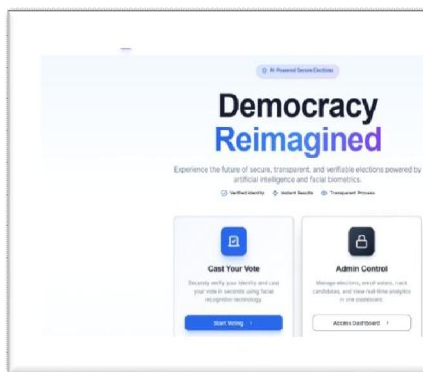 AI-Powered Secure Elections
Democracy
Reimagined
Experience the future of secure, transparent, and verifiable elections powered by
artificial intelligence and facial biometrics.
Verified Identity Instant Results Transparent Process
Cast Your Vote
Securely verify your identity and cast
your vote in seconds using facial
recognition technology.
Start Voting
Admin Control
Manage elections, enroll voters, track
candidates, and view real-time analytics
in one dashboard.
Access Dashboard